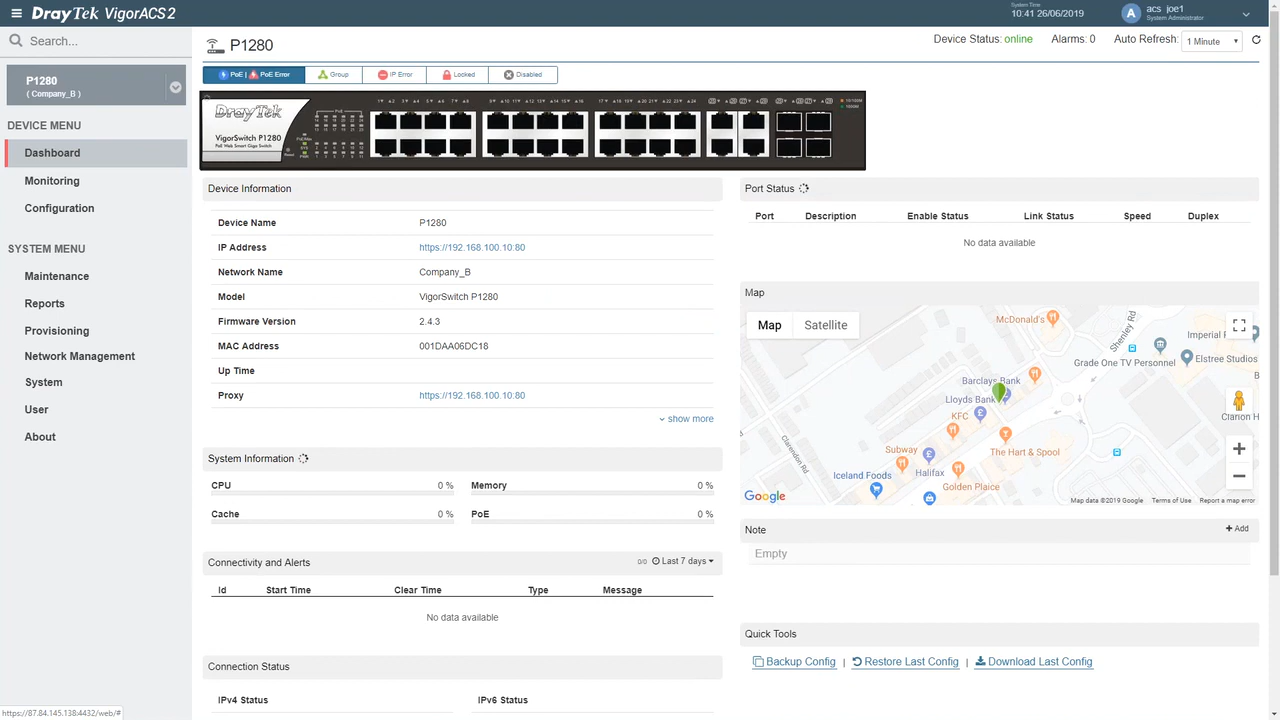 DrayTek VigorACS 2
System Time
10:41 26/06/2019
A
acs_joe1
System Administrator
Search...
P1280
Device Status: online
Alarms: 0
Auto Refresh:
1 Minute
P1280
( Company_B )
PoE | PoE Error
Group
IP Error
Locked
Disabled
DrayTek
VigorSwitch P1280
PoE Web Smart Giga Switch
DEVICE MENU
Dashboard
Monitoring
Configuration
SYSTEM MENU
Maintenance
Reports
Provisioning
Network Management
System
User
About
Device Information
Device Name P1280
IP Address https://192.168.100.10:80
Network Name Company_B
Model VigorSwitch P1280
Firmware Version 2.4.3
MAC Address 001DAA06DC18
Up Time
Proxy https://192.168.100.10:80
show more
System Information
CPU 0 %
Memory 0 %
Cache 0 %
PoE 0 %
Connectivity and Alerts
0/0 Last 7 days
Id Start Time Clear Time Type Message
No data available
Connection Status
IPv4 Status
IPv6 Status
Port Status
Port Description Enable Status Link Status Speed Duplex
No data available
Map
Map Satellite
McDonald's
Shenley Rd
Imperial
Grade One TV Personnel
Elstree Studios
Barclays Bank
Lloyds Bank
KFC
Clarendon Rd
Subway
Halifax
The Hart & Spool
Iceland Foods
Golden Plaice
Google
Map data ©2019 Google
Terms of Use
Report a map error
Note
Add
Empty
Quick Tools
Backup Config | Restore Last Config | Download Last Config
https://87.84.145.138:4432/web/#